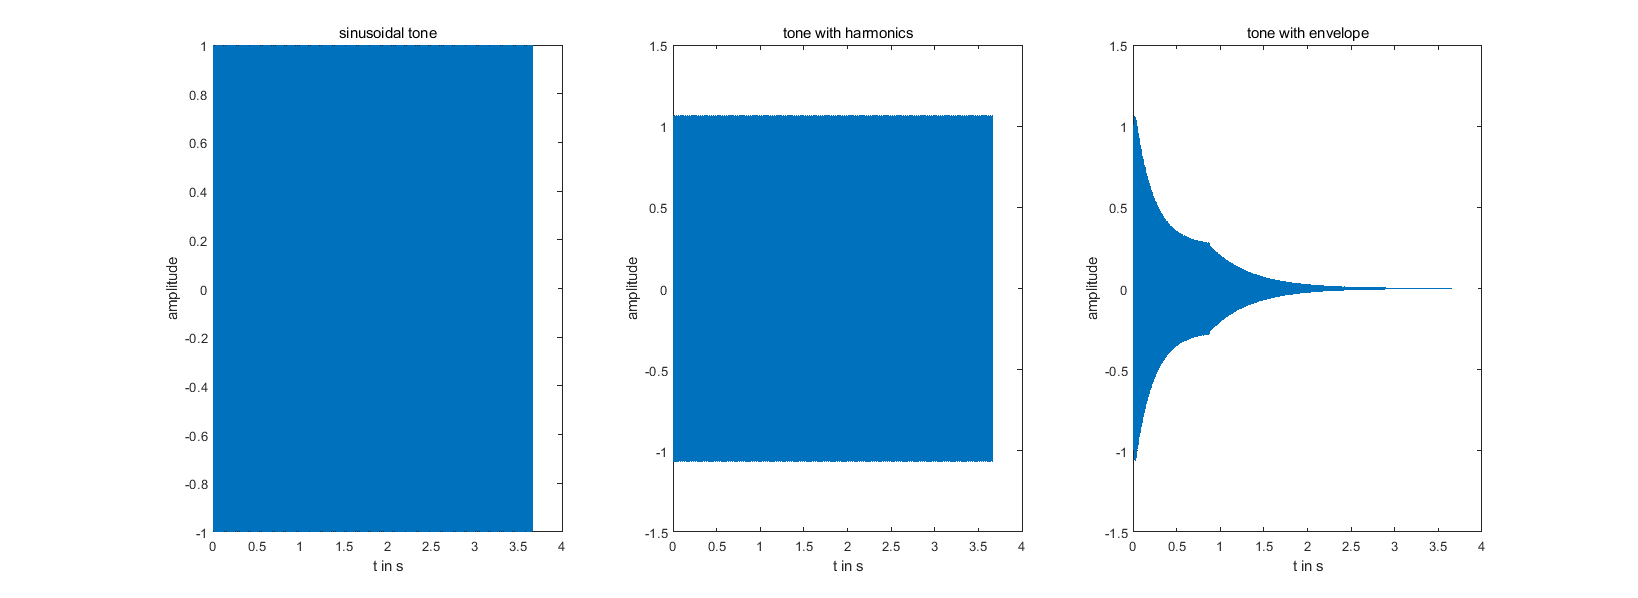 sinusoidal tone
1
0.8
0.6
0.4
0.2
0
-0.2
-0.4
-0.6
-0.8
-1
amplitude
0 0.5 1 1.5 2 2.5 3 3.5 4
t in s
tone with harmonics
1.5
1
0.5
0
-0.5
-1
-1.5
amplitude
0 0.5 1 1.5 2 2.5 3 3.5 4
t in s
tone with envelope
1.5
1
0.5
0
-0.5
-1
-1.5
amplitude
0 0.5 1 1.5 2 2.5 3 3.5 4
t in s